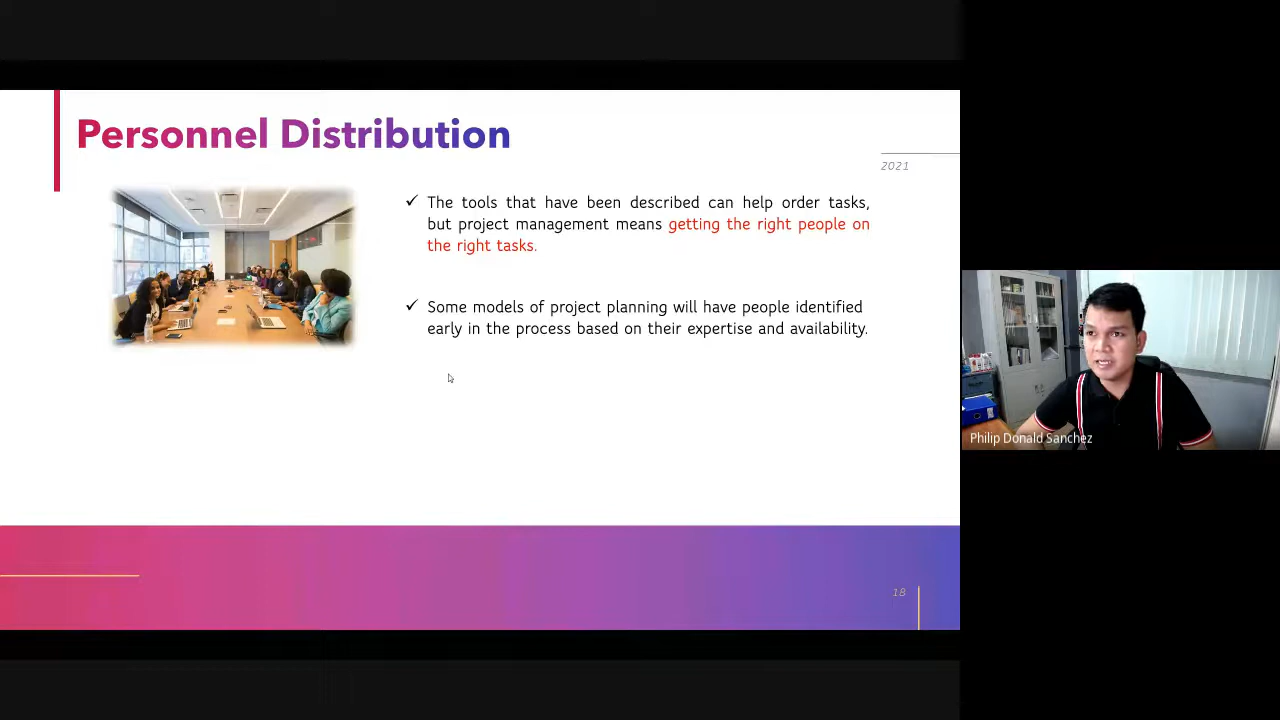 Personnel Distribution
2021
✓ The tools that have been described can help order tasks,
but project management means getting the right people on
the right tasks.
✓ Some models of project planning will have people identified
early in the process based on their expertise and availability.
Philip Donald Sanchez
18